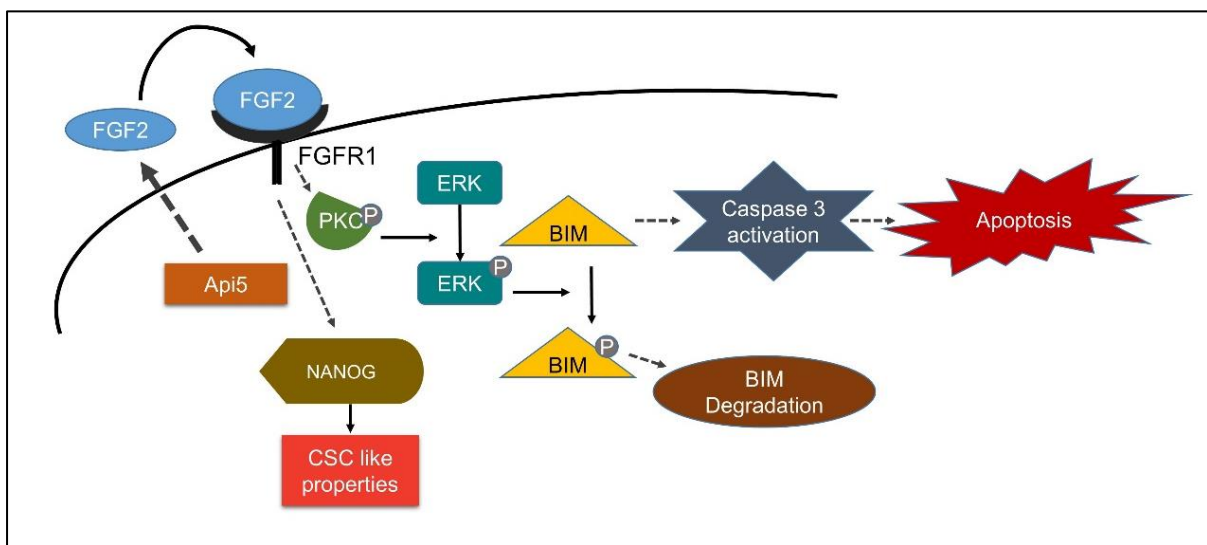 FGF2
FGF2
FGFR1
PKC
P
ERK
P
ERK
BIM
Caspase 3
activation
Apoptosis
Api5
P
BIM
BIM
Degradation
NANOG
CSC like
properties